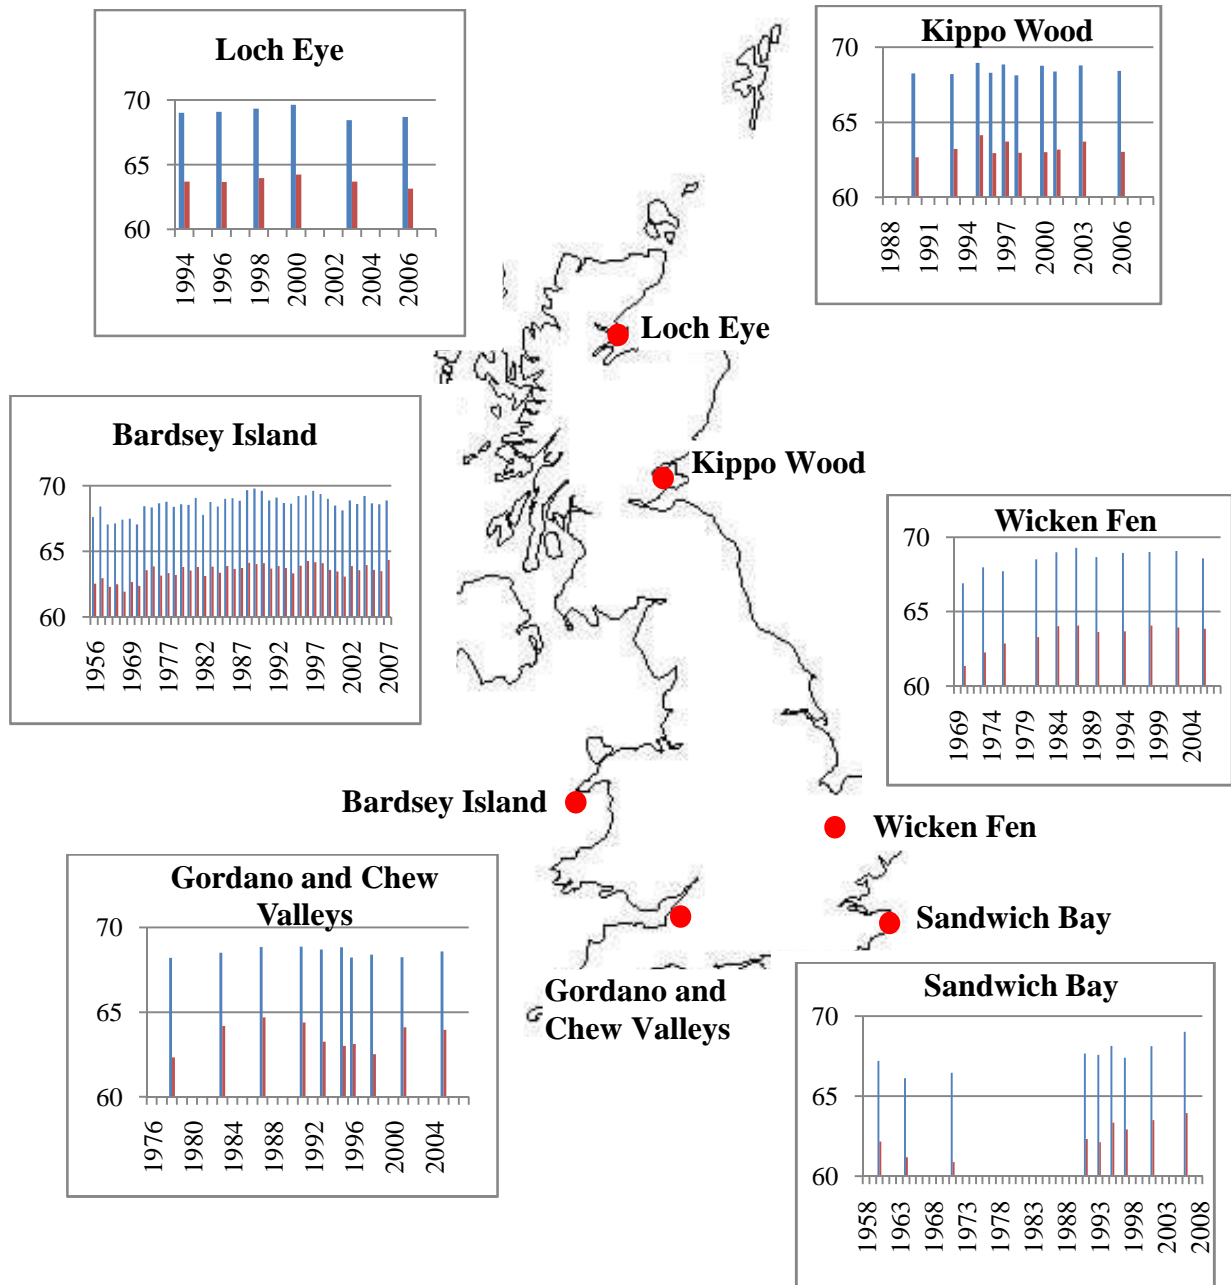 Loch Eye
70
65
60
1994 1996 1998 2000 2002 2004 2006
Kippo Wood
70
65
60
1988 1991 1994 1997 2000 2003 2006
Loch Eye
Bardsey Island
70
65
60
1956 1969 1977 1982 1987 1992 1997 2002 2007
Kippo Wood
Wicken Fen
70
65
60
1969 1974 1979 1984 1989 1994 1999 2004
Bardsey Island
Wicken Fen
Gordano and Chew
Valleys
70
65
60
1976 1980 1984 1988 1992 1996 2000 2004
Sandwich Bay
Gordano and
Chew Valleys
Sandwich Bay
70
65
60
1958 1963 1968 1973 1978 1983 1988 1993 1998 2003 2008